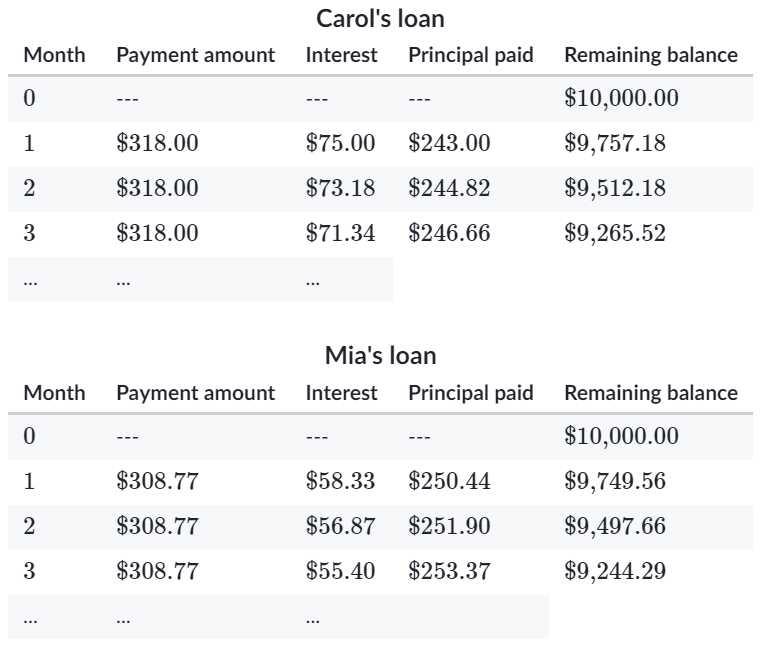 Carol's loan
Month Payment amount Interest Principal paid Remaining balance
0 --- --- --- $10,000.00
1 $318.00 $75.00 $243.00 $9,757.18
2 $318.00 $73.18 $244.82 $9,512.18
3 $318.00 $71.34 $246.66 $9,265.52
... ... ...
Mia's loan
Month Payment amount Interest Principal paid Remaining balance
0 --- --- --- $10,000.00
1 $308.77 $58.33 $250.44 $9,749.56
2 $308.77 $56.87 $251.90 $9,497.66
3 $308.77 $55.40 $253.37 $9,244.29
... ... ...